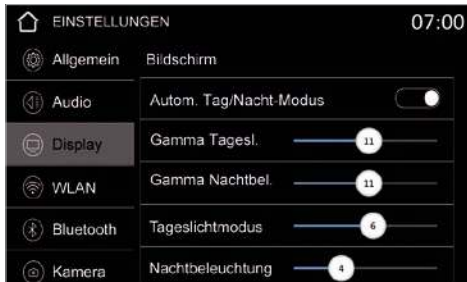 EINSTELLUNGEN
07:00
Allgemein
Audio
Display
WLAN
Bluetooth
Kamera
Bildschirm
Autom. Tag/Nacht-Modus
Gamma Tagesl.
11
Gamma Nachtbel.
11
Tageslichtmodus
6
Nachtbeleuchtung
4